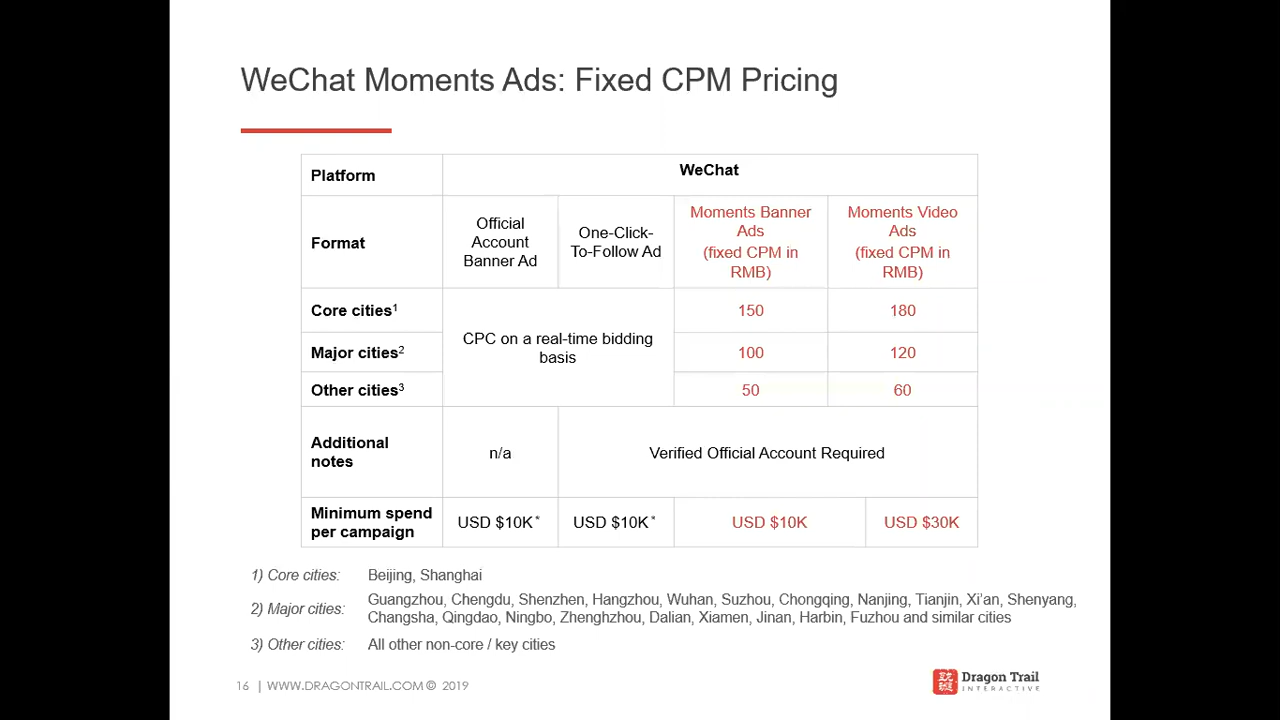 WeChat Moments Ads: Fixed CPM Pricing
Platform
WeChat
Format
Official
Account
Banner Ad
One-Click-
To-Follow Ad
Moments Banner
Ads
(fixed CPM in
RMB)
Moments Video
Ads
(fixed CPM in
RMB)
Core cities1
CPC on a real-time bidding
basis
150
180
Major cities2
100
120
Other cities3
50
60
Additional
notes
n/a
Verified Official Account Required
Minimum spend
per campaign
USD $10K*
USD $10K*
USD $10K
USD $30K
1) Core cities: Beijing, Shanghai
2) Major cities: Guangzhou, Chengdu, Shenzhen, Hangzhou, Wuhan, Suzhou, Chongqing, Nanjing, Tianjin, Xi'an, Shenyang,
Changsha, Qingdao, Ningbo, Zhenghzhou, Dalian, Xiamen, Jinan, Harbin, Fuzhou and similar cities
3) Other cities: All other non-core / key cities
16 | WWW.DRAGONTRAIL.COM © 2019
Dragon Trail
INTERACTIVE